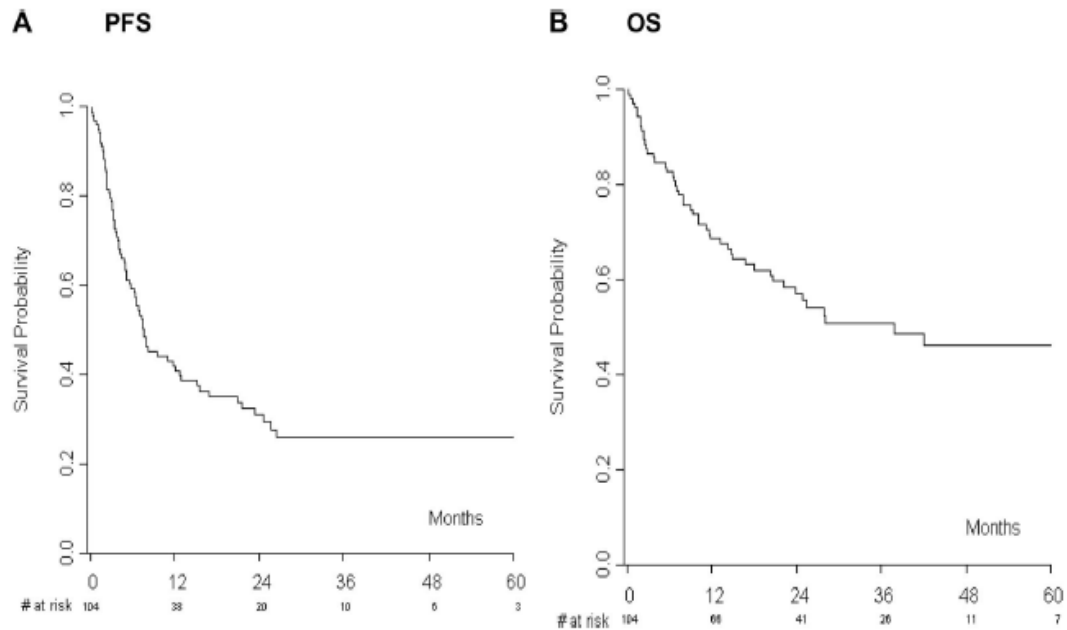 A PFS
Survival Probability
1.0
0.8
0.6
0.4
0.2
0.0
Months
0 12 24 36 48 60
# at risk 104 38 20 10 6 3
B OS
Survival Probability
1.0
0.8
0.6
0.4
0.2
0.0
Months
0 12 24 36 48 60
# at risk 104 66 41 26 11 7